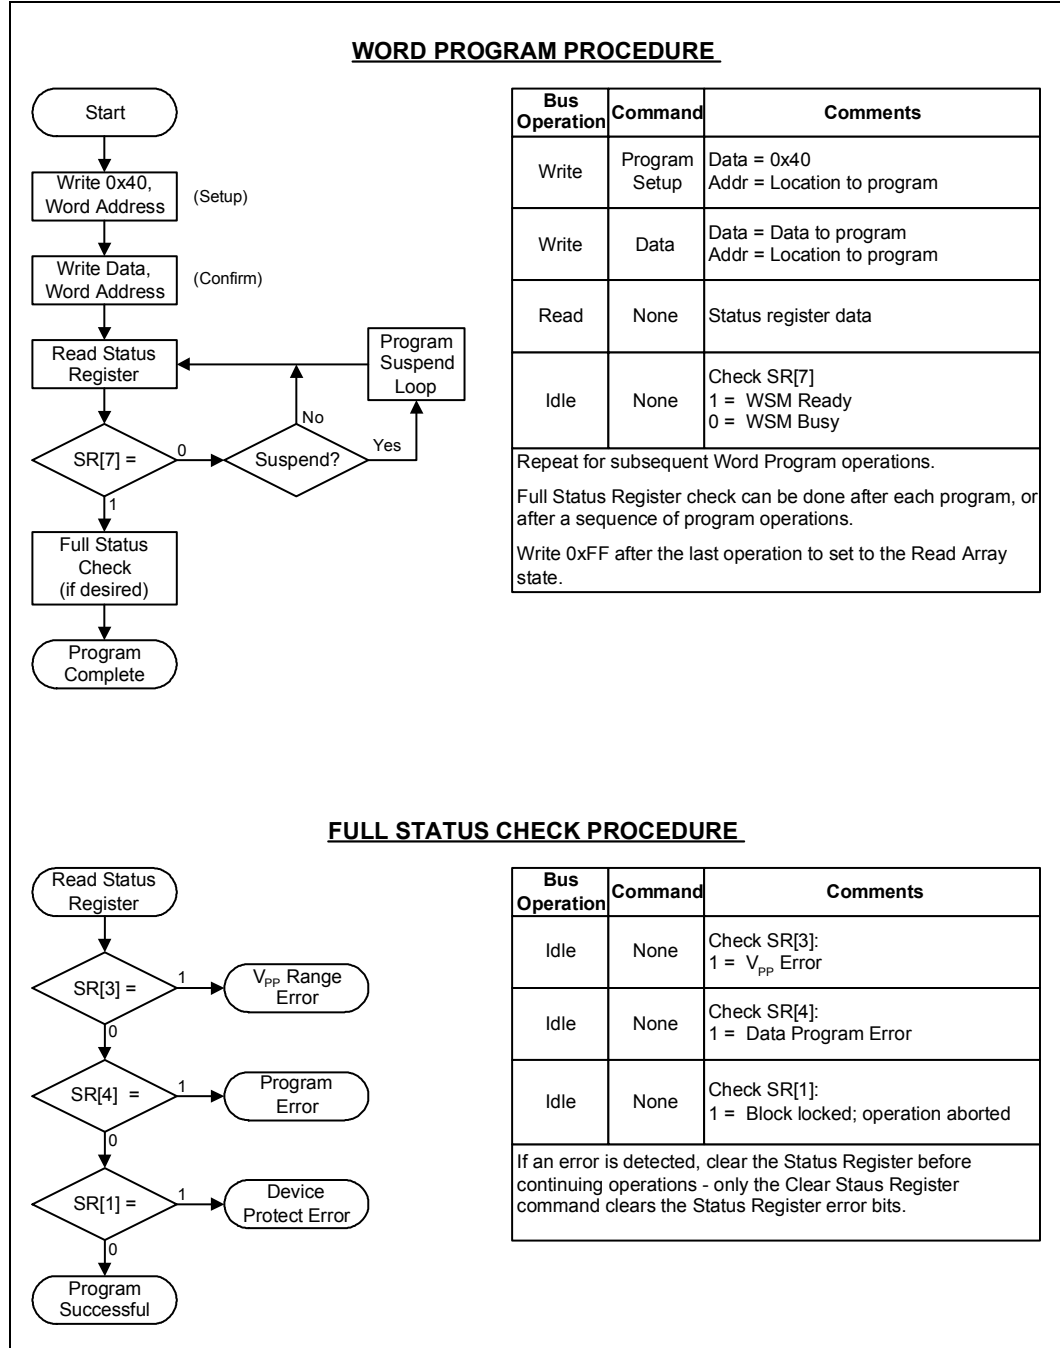 WORD PROGRAM PROCEDURE
Start
Write 0x40,
Word Address
(Setup)
Write Data,
Word Address
(Confirm)
Read Status
Register
Program
Suspend
Loop
No
Yes
SR[7] =
0
Suspend?
1
Full Status
Check
(if desired)
Program
Complete
Bus
Operation
Command
Comments
Write
Program
Setup
Data = 0x40
Addr = Location to program
Write
Data
Data = Data to program
Addr = Location to program
Read
None
Status register data
Idle
None
Check SR[7]
1 = WSM Ready
0 = WSM Busy
Repeat for subsequent Word Program operations.
Full Status Register check can be done after each program, or
after a sequence of program operations.
Write 0xFF after the last operation to set to the Read Array
state.
FULL STATUS CHECK PROCEDURE
Read Status
Register
SR[3] =
1
VPP Range
Error
0
SR[4] =
1
Program
Error
0
SR[1] =
1
Device
Protect Error
0
Program
Successful
Bus
Operation
Command
Comments
Idle
None
Check SR[3]:
1 = VPP Error
Idle
None
Check SR[4]:
1 = Data Program Error
Idle
None
Check SR[1]:
1 = Block locked; operation aborted
If an error is detected, clear the Status Register before
continuing operations - only the Clear Staus Register
command clears the Status Register error bits.